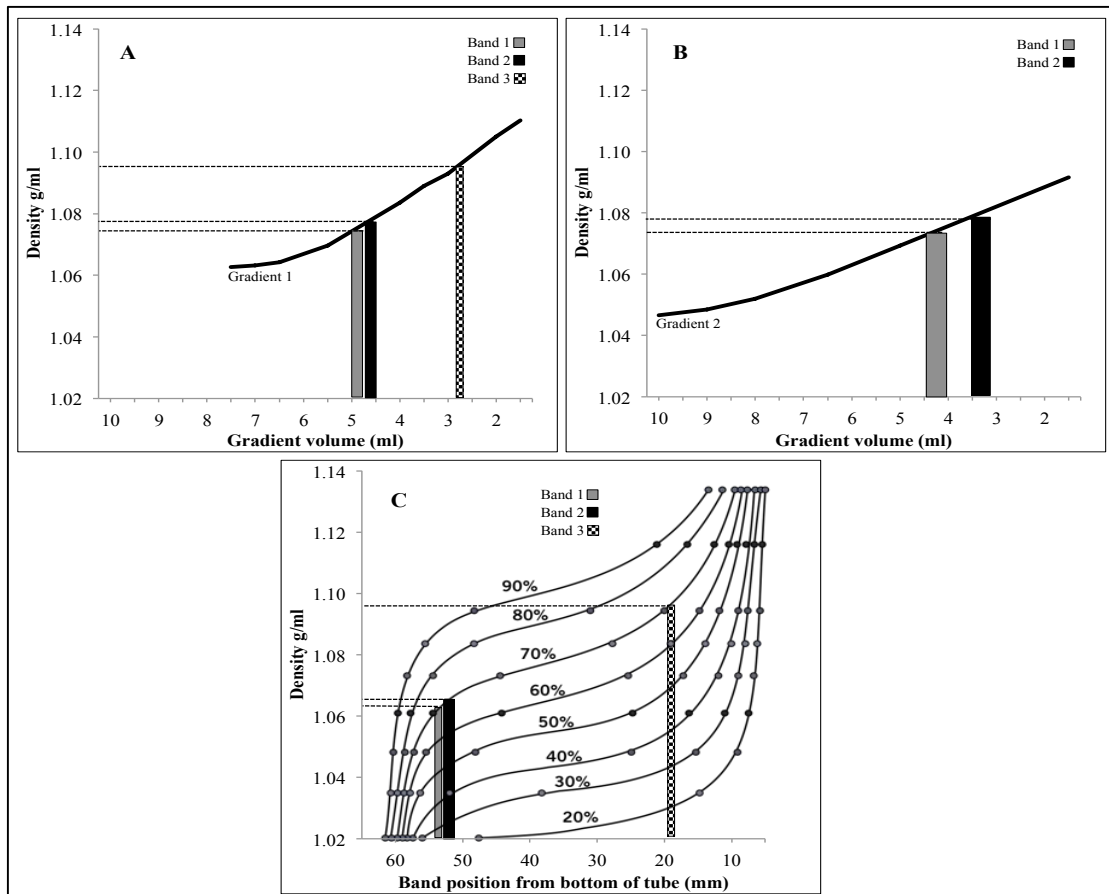 A
Band 1
Band 2
Band 3
1.14
1.12
1.10
1.08
1.06
1.04
1.02
Density g/ml
Gradient 1
10 9 8 7 6 5 4 3 2
Gradient volume (ml)
B
Band 1
Band 2
1.14
1.12
1.10
1.08
1.06
1.04
1.02
Density g/ml
Gradient 2
10 9 8 7 6 5 4 3 2
Gradient volume (ml)
C
Band 1
Band 2
Band 3
1.14
1.12
1.10
1.08
1.06
1.04
1.02
Density g/ml
90%
80%
70%
60%
50%
40%
30%
20%
60 50 40 30 20 10
Band position from bottom of tube (mm)